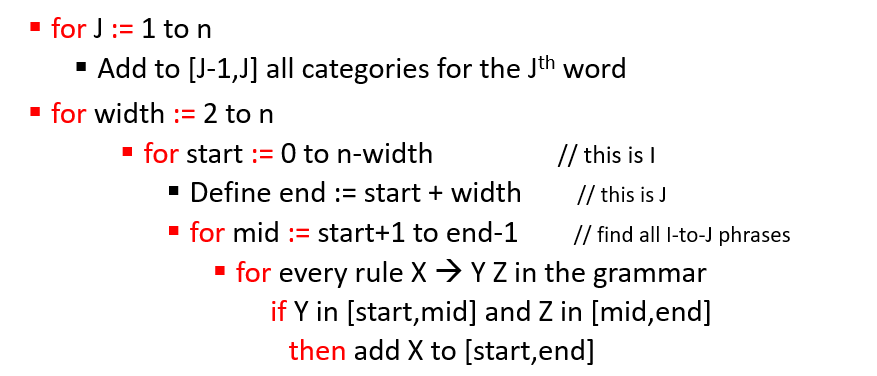 ▪ for J := 1 to n
▪ Add to [J-1,J] all categories for the Jth word
▪ for width := 2 to n
▪ for start := 0 to n-width // this is I
▪ Define end := start + width // this is J
▪ for mid := start+1 to end-1 // find all I-to-J phrases
▪ for every rule X → Y Z in the grammar
if Y in [start,mid] and Z in [mid,end]
then add X to [start,end]